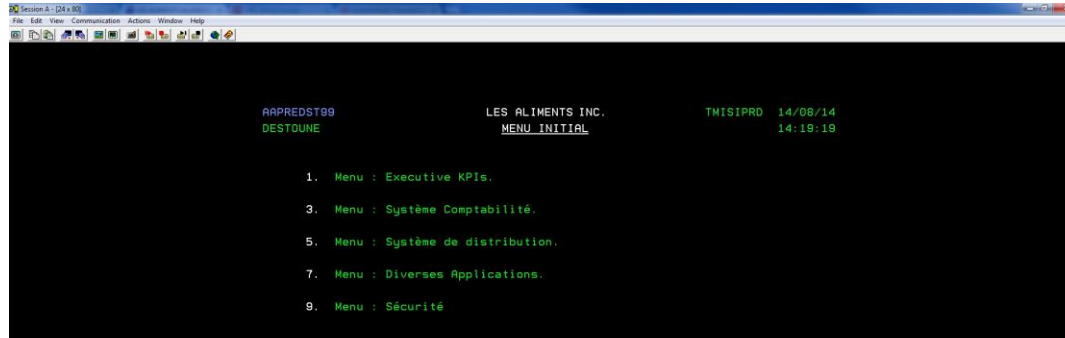 Session A - [24 x 80]
File Edit View Communication Actions Window Help
AAPREDST99 LES ALIMENTS INC. TMISIPRD 14/08/14
DESTOUNE MENU INITIAL 14:19:19
1. Menu : Executive KPIs.
3. Menu : Système Comptabilité.
5. Menu : Système de distribution.
7. Menu : Diverses Applications.
9. Menu : Sécurité